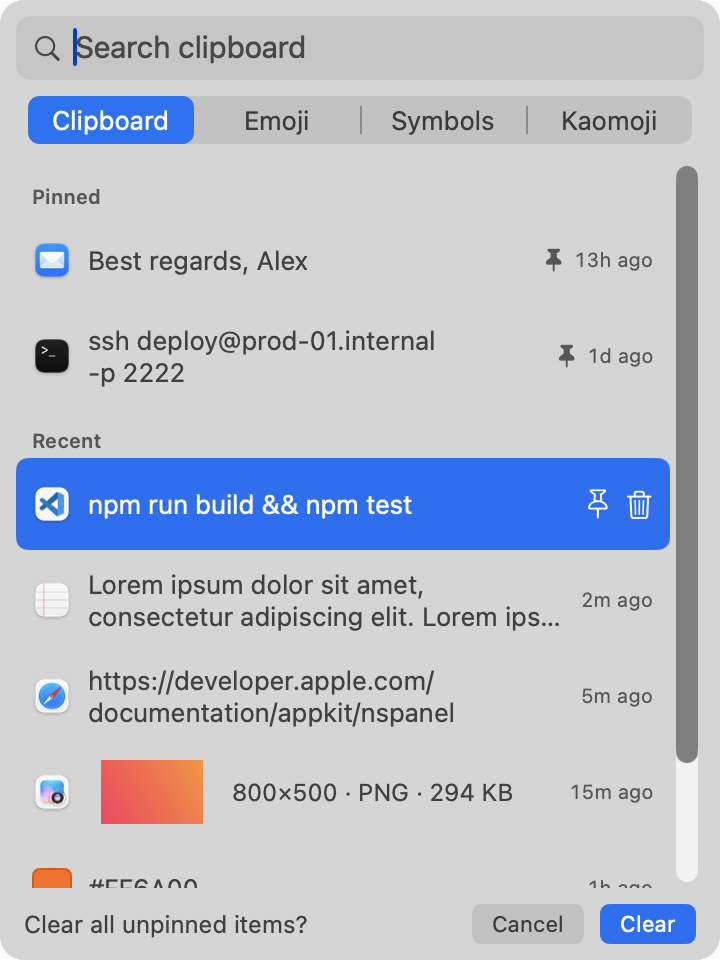 Search clipboard
Clipboard
Emoji
Symbols
Kaomoji
Pinned
Best regards, Alex
13h ago
>_
ssh deploy@prod-01.internal
-p 2222
1d ago
Recent
npm run build && npm test
Lorem ipsum dolor sit amet,
consectetur adipiscing elit. Lorem ips...
2m ago
https://developer.apple.com/
documentation/appkit/nspanel
5m ago
800×500 · PNG · 294 KB
15m ago
#FF6A00
1h ago
Clear all unpinned items?
Cancel
Clear